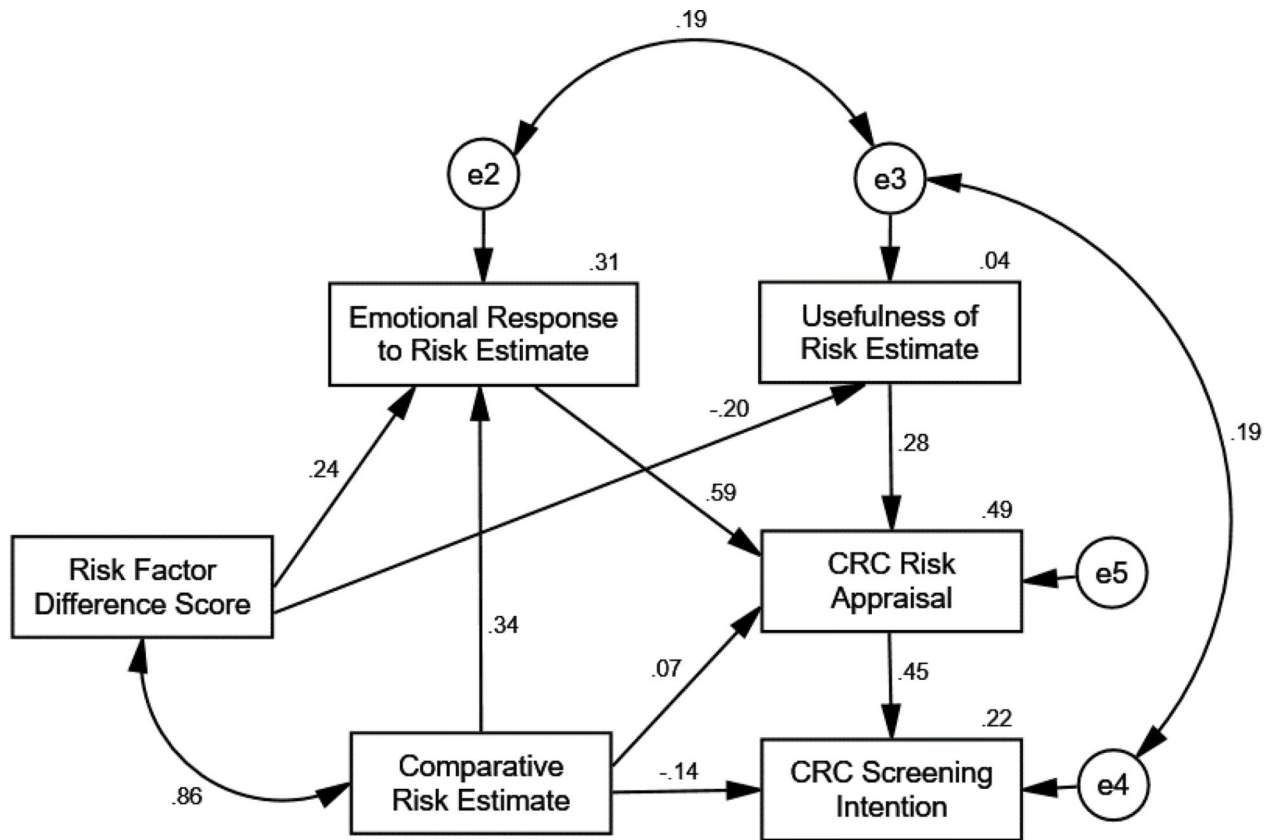 .19
e2
e3
.31
.04
Emotional Response
to Risk Estimate
Usefulness of
Risk Estimate
-.20
.24
.28
.19
.59
.49
Risk Factor
Difference Score
CRC Risk
Appraisal
e5
.34
.07
.45
.22
.86
Comparative
Risk Estimate
-.14
CRC Screening
Intention
e4